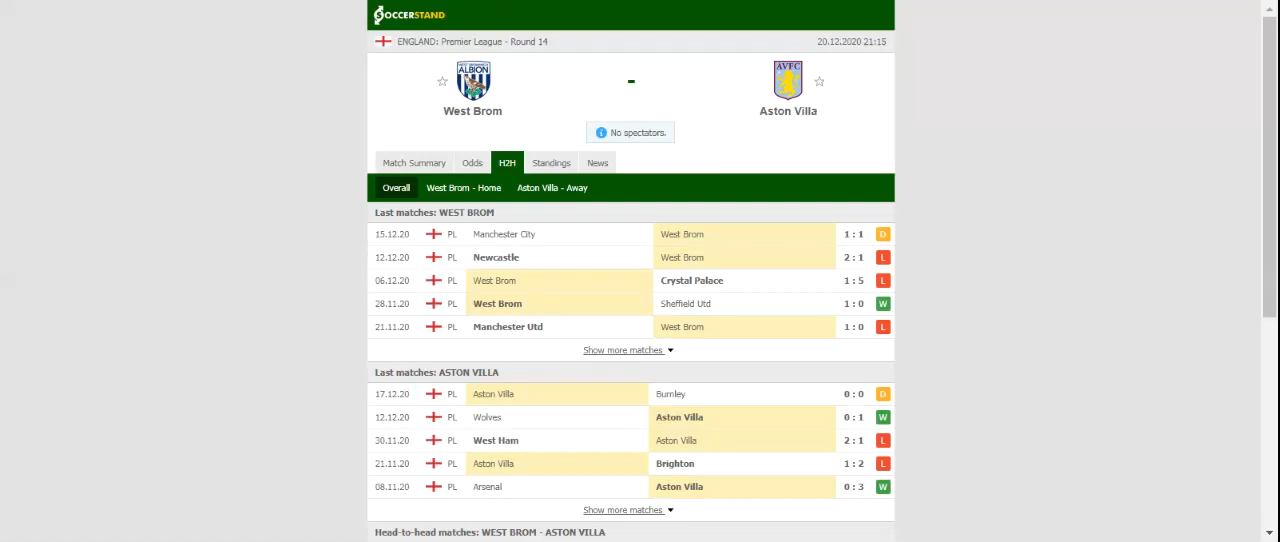 SOCCERSTAND
ENGLAND: Premier League - Round 14 20.12.2020 21:15
ALBION AVFC
-
West Brom Aston Villa
No spectators.
Match Summary Odds H2H Standings News
Overall West Brom - Home Aston Villa - Away
Last matches: WEST BROM
15.12.20 PL Manchester City West Brom 1 : 1 D
12.12.20 PL Newcastle West Brom 2 : 1 L
06.12.20 PL West Brom Crystal Palace 1 : 5 L
28.11.20 PL West Brom Sheffield Utd 1 : 0 W
21.11.20 PL Manchester Utd West Brom 1 : 0 L
Show more matches
Last matches: ASTON VILLA
17.12.20 PL Aston Villa Burnley 0 : 0 D
12.12.20 PL Wolves Aston Villa 0 : 1 W
30.11.20 PL West Ham Aston Villa 2 : 1 L
21.11.20 PL Aston Villa Brighton 1 : 2 L
08.11.20 PL Arsenal Aston Villa 0 : 3 W
Show more matches
Head-to-head matches: WEST BROM - ASTON VILLA